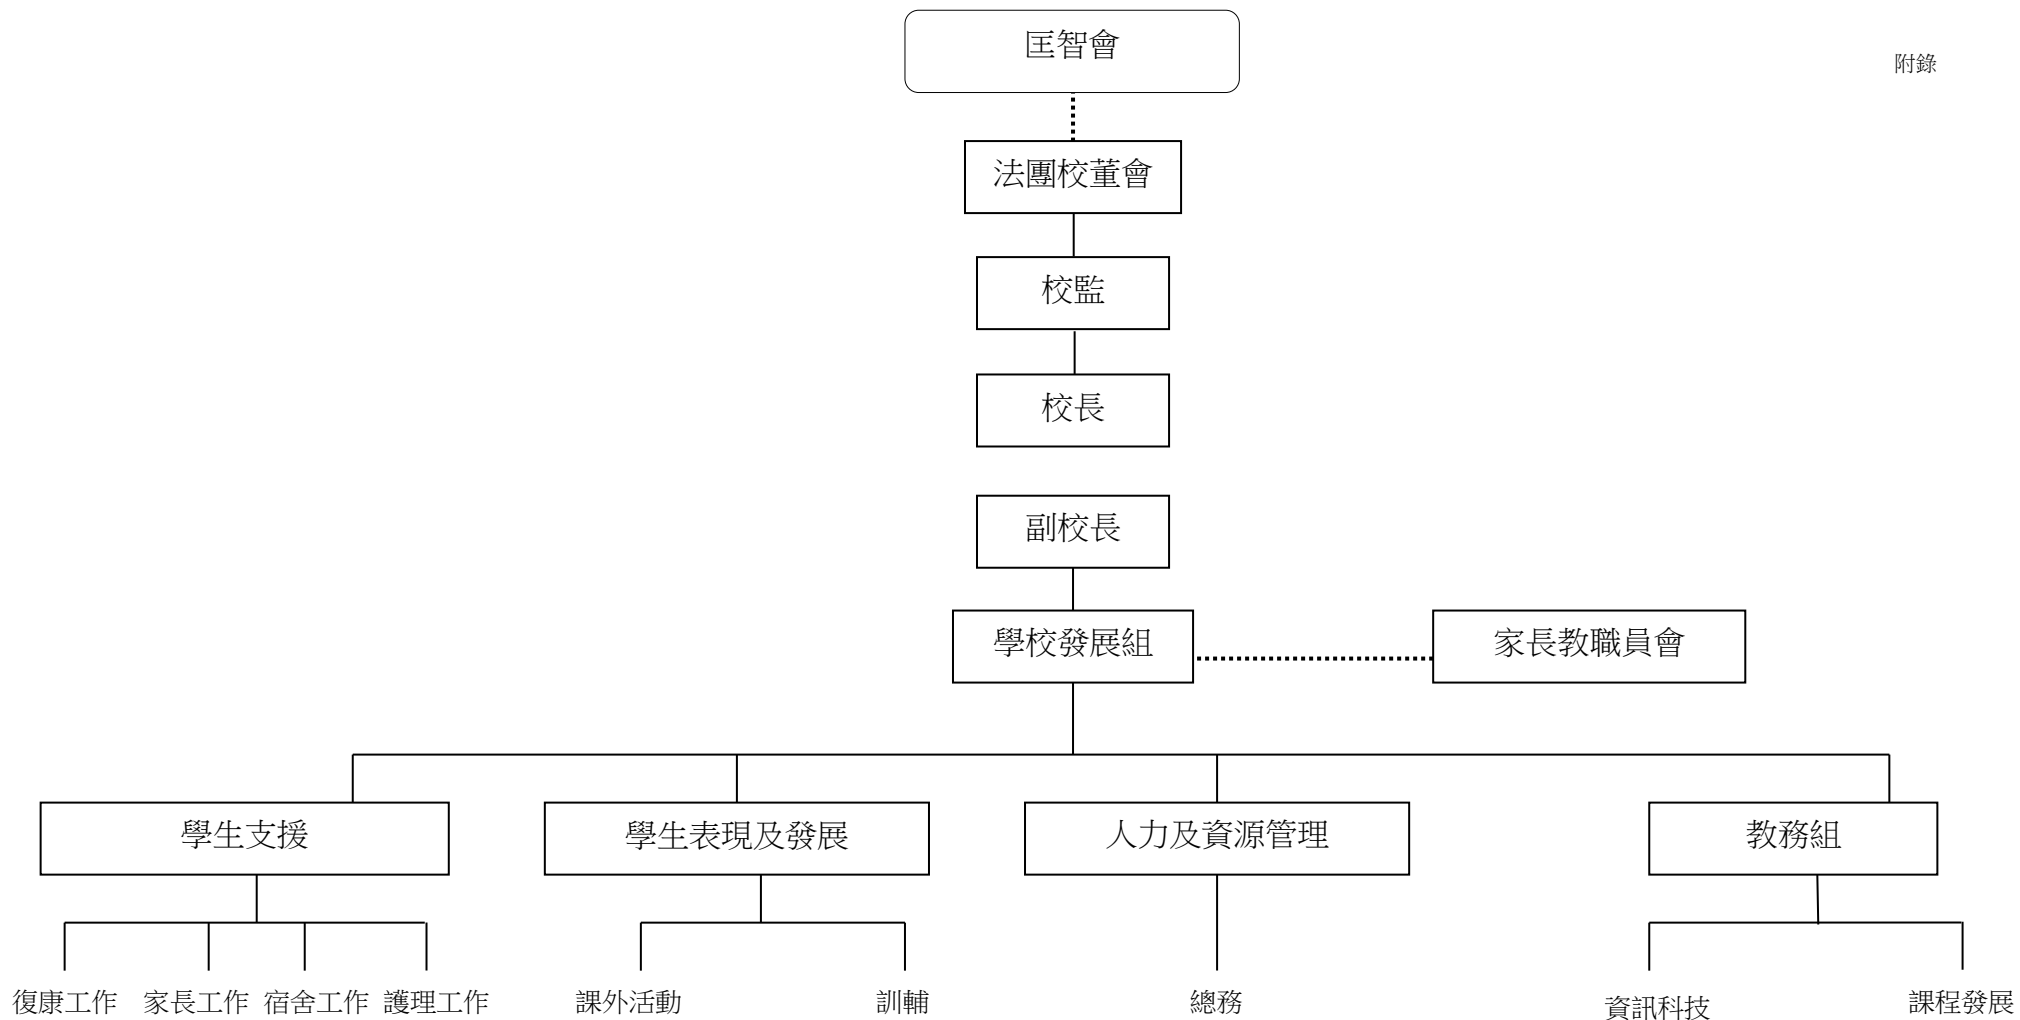 匡智會
附錄
法團校董會
校監
校長
副校長
學校發展組
家長教職員會
學生支援
學生表現及發展
人力及資源管理
教務組
復康工作
家長工作
宿舍工作
護理工作
課外活動
訓輔
總務
資訊科技
課程發展